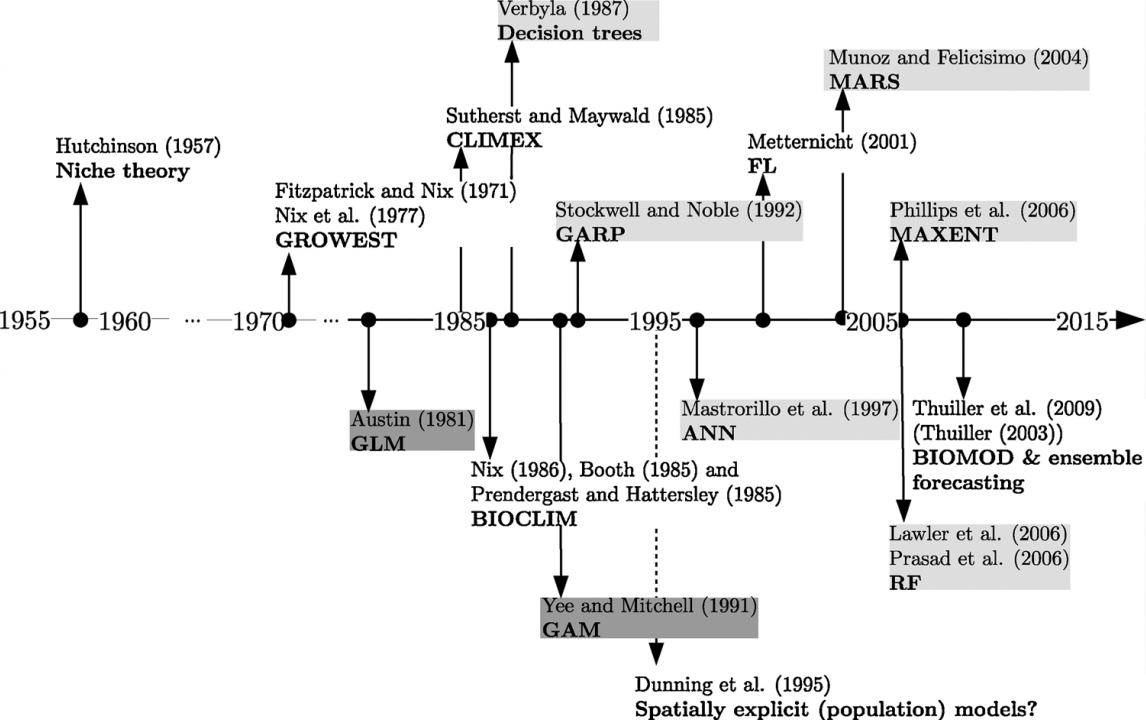 Verbyla (1987)
Decision trees
Munoz and Felicisimo (2004)
MARS
Sutherst and Maywald (1985)
CLIMEX
Hutchinson (1957)
Niche theory
Metternicht (2001)
FL
Fitzpatrick and Nix (1971)
Nix et al. (1977)
GROWEST
Stockwell and Noble (1992)
GARP
Phillips et al. (2006)
MAXENT
1955 1960 ... 1970 ... 1985 1995 2005 2015
Austin (1981)
GLM
Mastrorillo et al. (1997)
ANN
Thuiller et al. (2009)
(Thuiller (2003))
BIOMOD & ensemble
forecasting
Nix (1986), Booth (1985) and
Prendergast and Hattersley (1985)
BIOCLIM
Lawler et al. (2006)
Prasad et al. (2006)
RF
Yee and Mitchell (1991)
GAM
Dunning et al. (1995)
Spatially explicit (population) models?